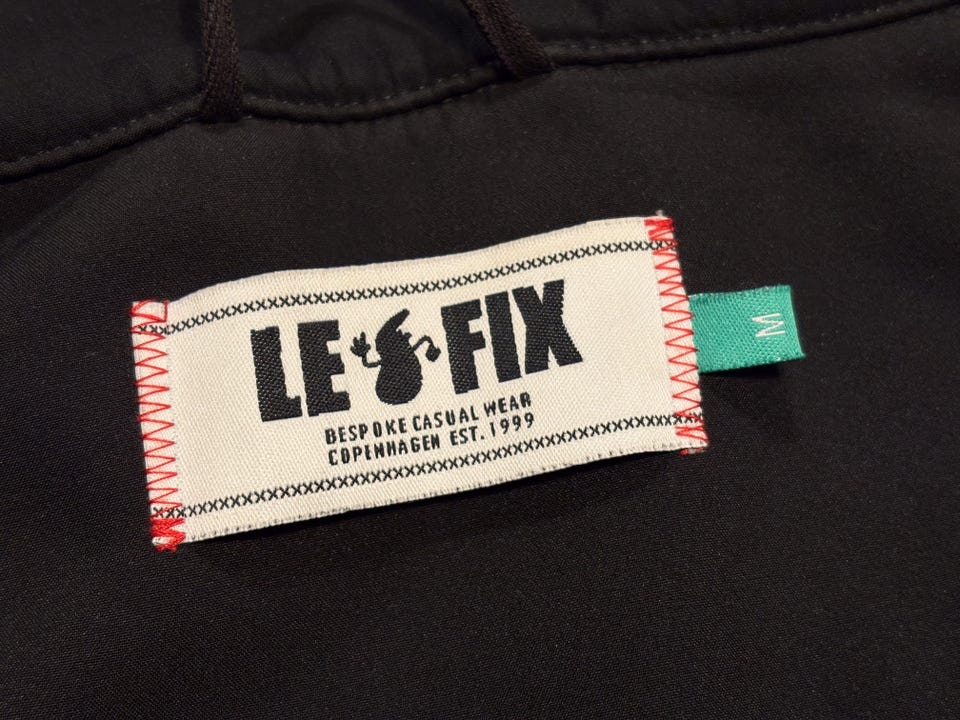 LE FIX
BESPOKE CASUAL WEAR
COPENHAGEN EST. 1999
M